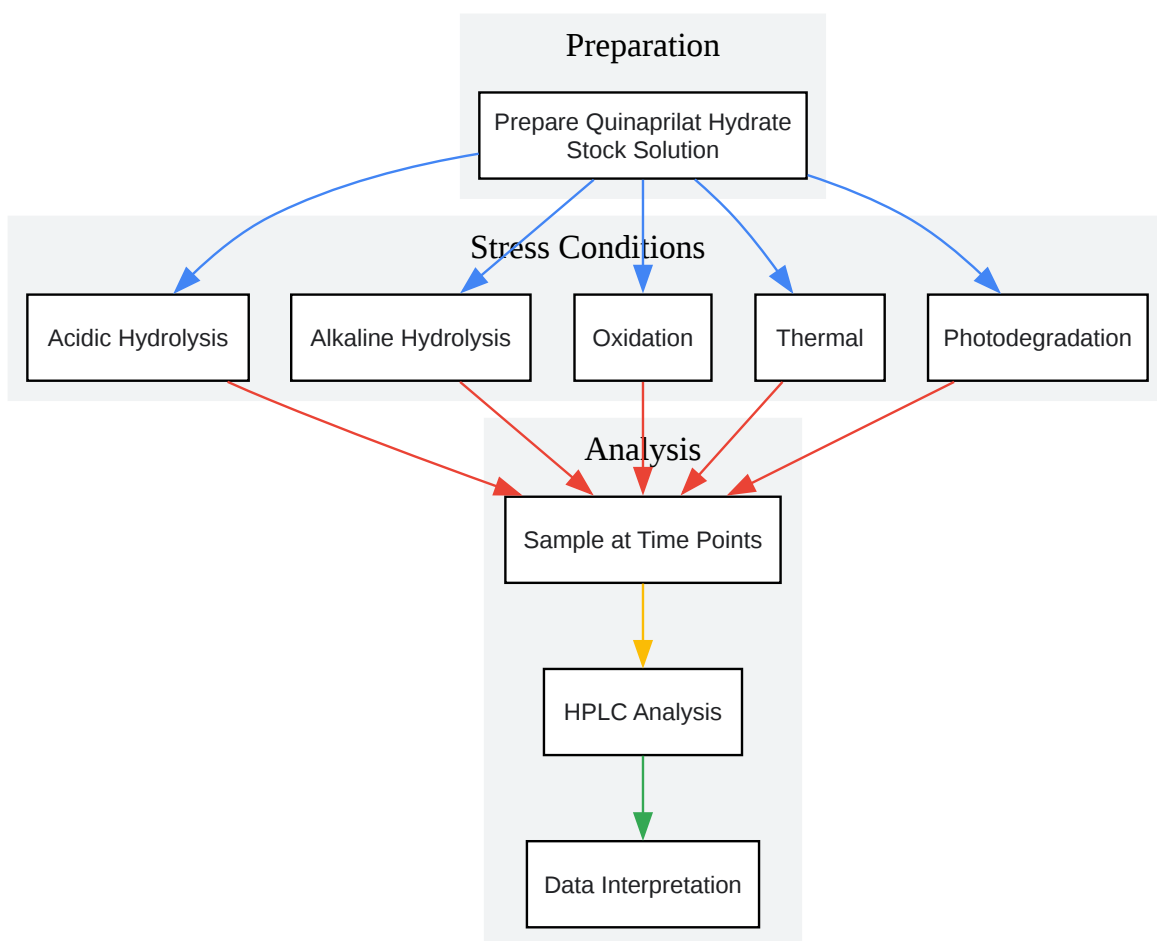 Preparation
Prepare Quinaprilat Hydrate
Stock Solution
Stress Conditions
Acidic Hydrolysis
Alkaline Hydrolysis
Oxidation
Thermal
Photodegradation
Analysis
Sample at Time Points
HPLC Analysis
Data Interpretation